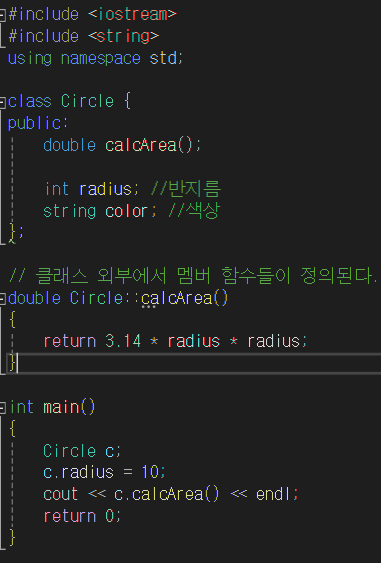 #include <iostream>
#include <string>
using namespace std;
class Circle {
public:
double calcArea();
int radius; //반지름
string color; //색상
};
// 클래스 외부에서 멤버 함수들이 정의된다.
double Circle::calcArea()
{
return 3.14 * radius * radius;
}
int main()
{
Circle c;
c.radius = 10;
cout << c.calcArea() << endl;
return 0;
}